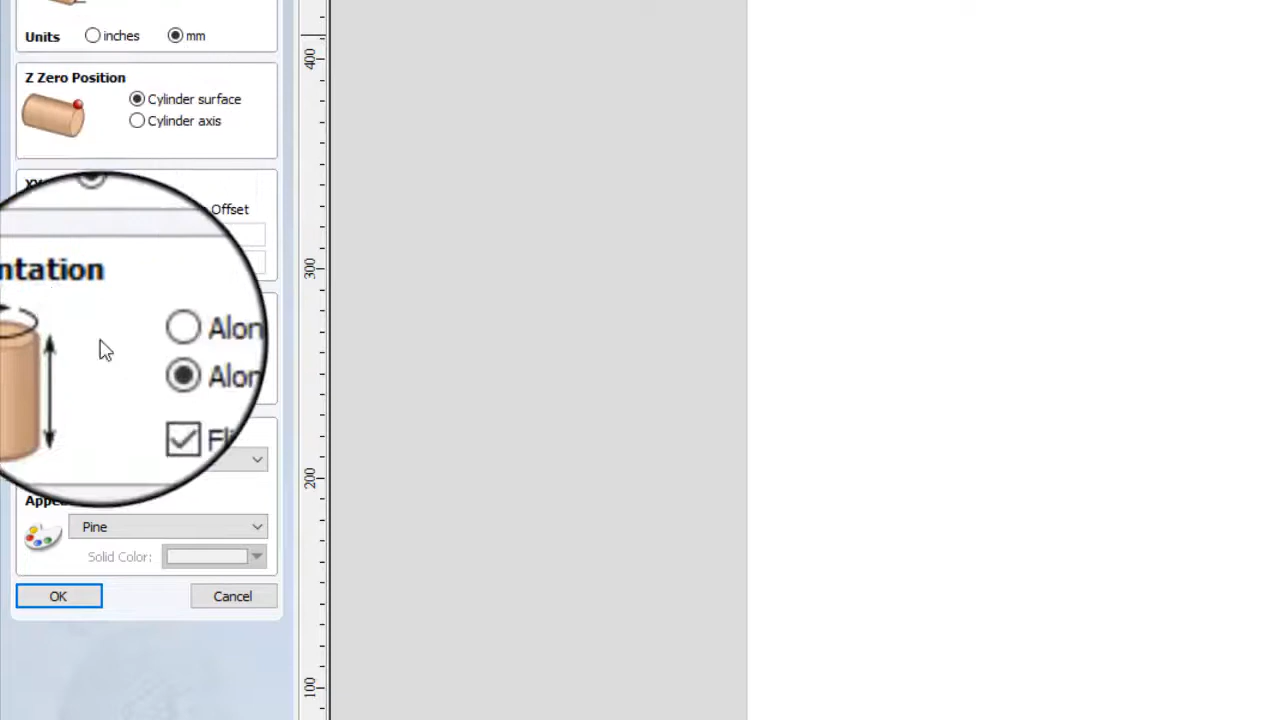 Units inches mm
Z Zero Position
Cylinder surface
Cylinder axis
Offset
ntation
Alon
Alon
Pine
Solid Color:
OK Cancel
400
300
200
100